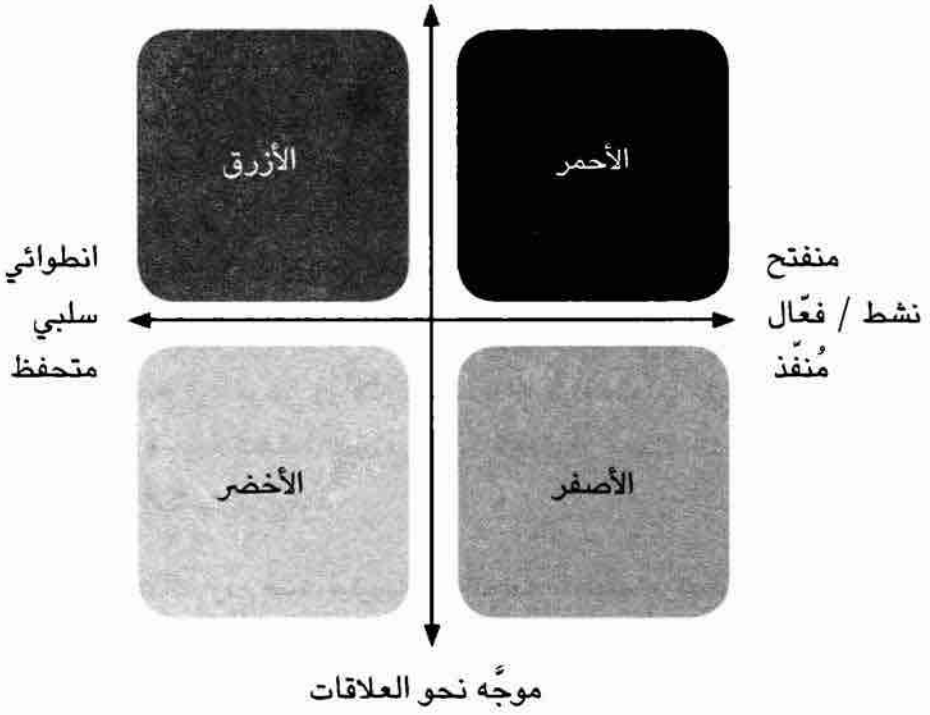 الأحمر
الأزرق
منفتح
نشط / فعّال
مُنفّذ
انطوائي
سلبي
متحفظ
الأصفر
الأخضر
موجَّه نحو العلاقات